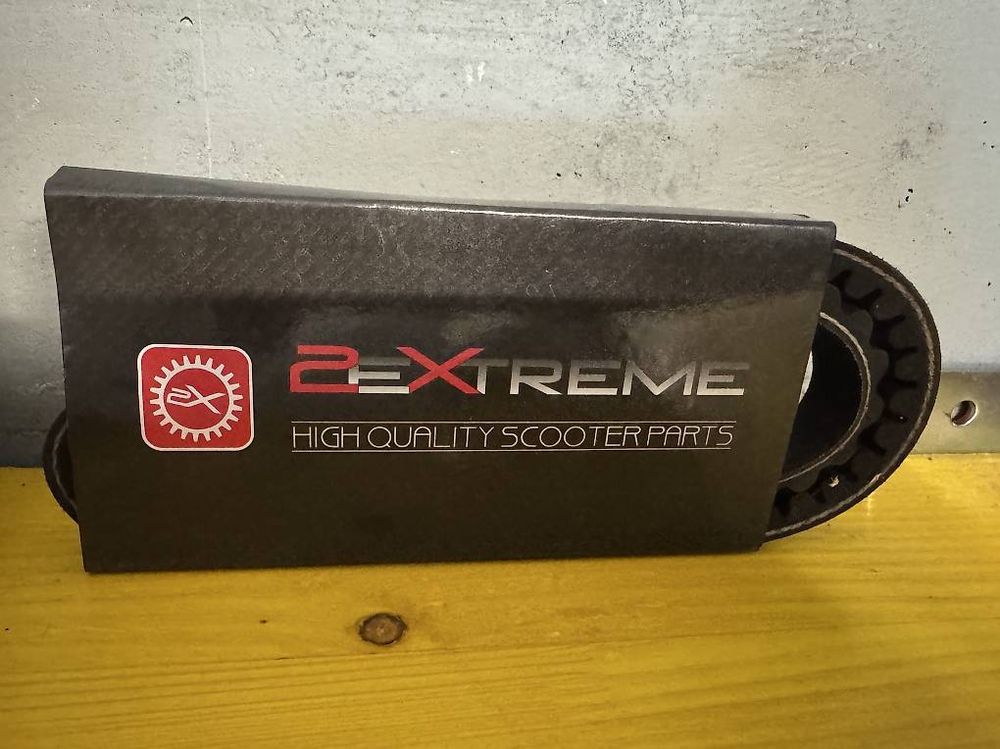 2EXTREME
HIGH QUALITY SCOOTER PARTS